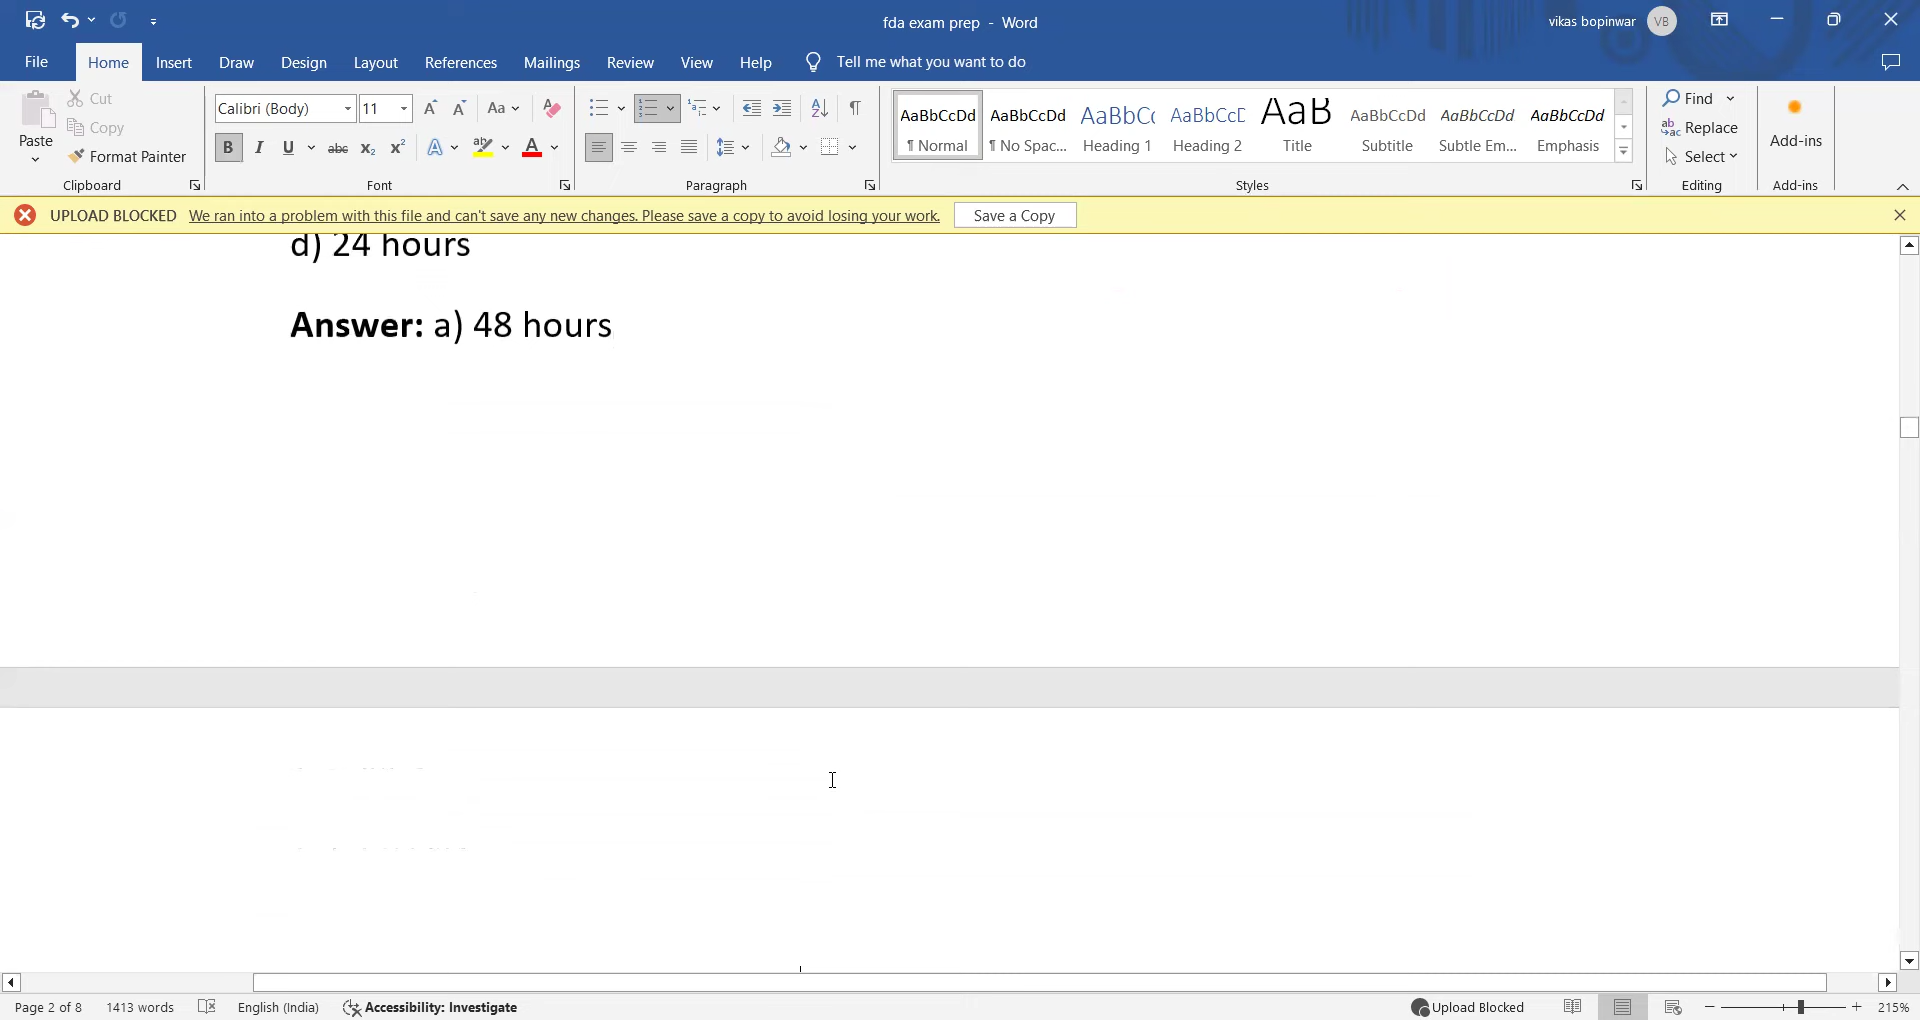 fda exam prep - Word
vikas bopinwar VB
File Home Insert Draw Design Layout References Mailings Review View Help Tell me what you want to do
Paste
Cut
Copy
Format Painter
Clipboard
Calibri (Body) 11
Font
Paragraph
AaBbCcDd AaBbCcDd AaBbCc AaBbCcD AaB AaBbCcDd AaBbCcDd AaBbCcDd
¶ Normal ¶ No Spac... Heading 1 Heading 2 Title Subtitle Subtle Em... Emphasis
Styles
Find
Replace
Select
Editing
Add-ins
Add-ins
UPLOAD BLOCKED We ran into a problem with this file and can't save any new changes. Please save a copy to avoid losing your work. Save a Copy
d) 24 hours
Answer: a) 48 hours
Page 2 of 8 1413 words English (India) Accessibility: Investigate Upload Blocked 215%